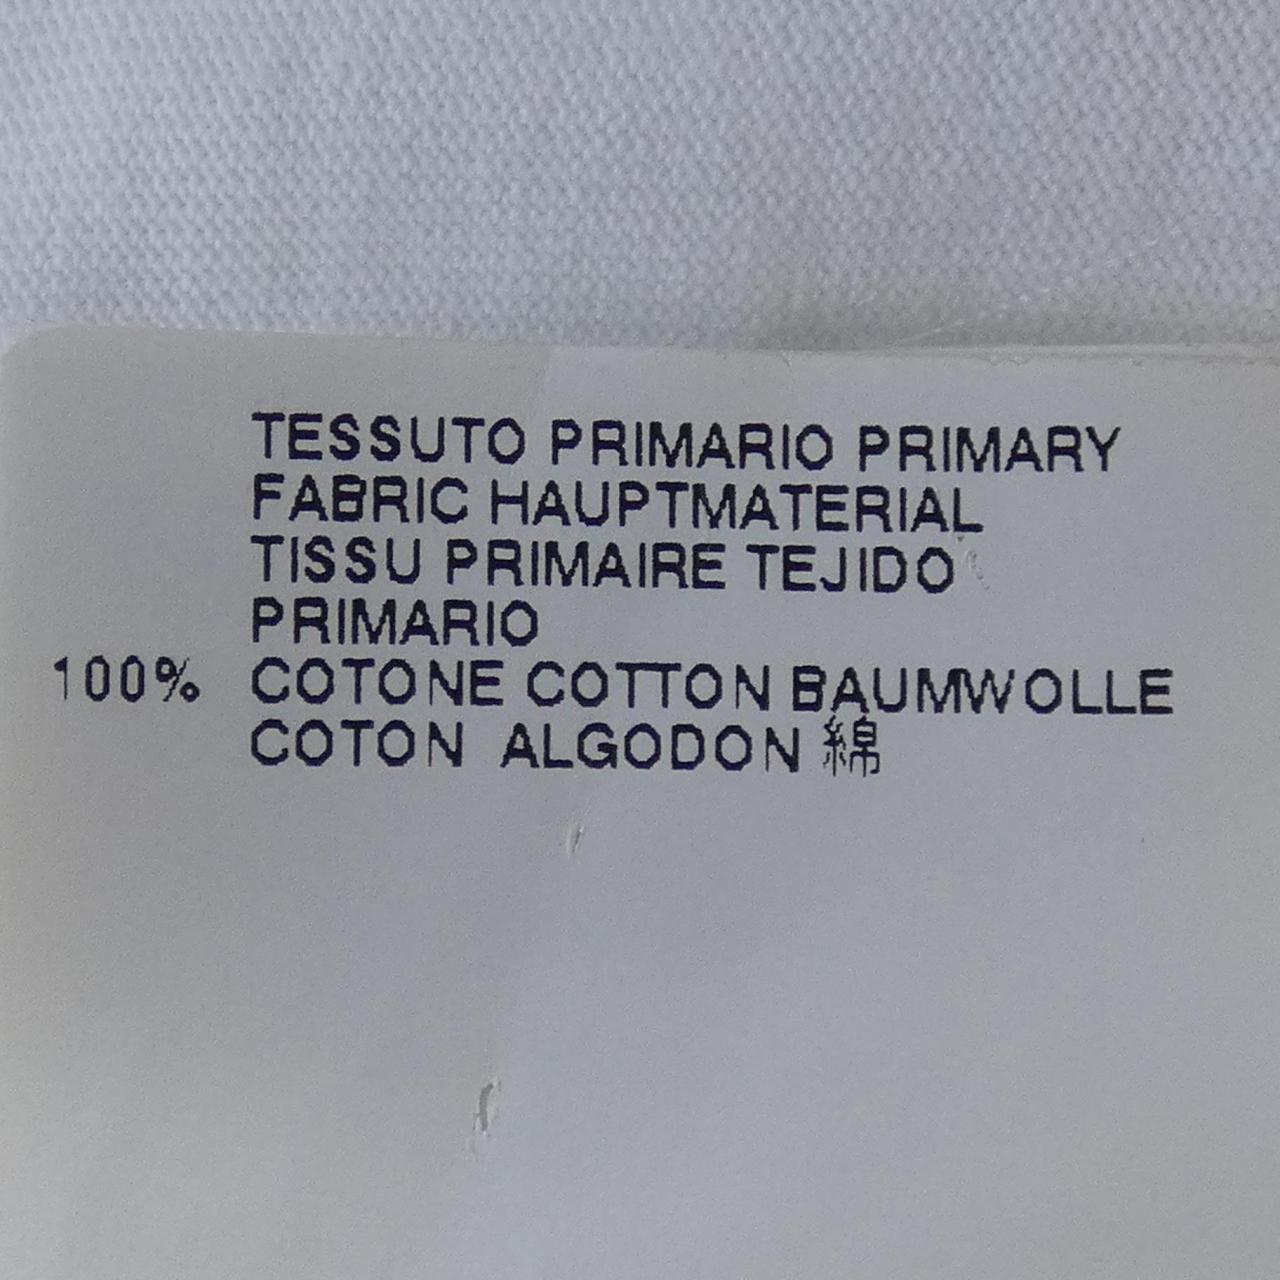 TESSUTO PRIMARIO PRIMARY
FABRIC HAUPTMATERIAL
TISSU PRIMAIRE TEJIDO
PRIMARIO
100% COTONE COTTON BAUMWOLLE
COTON ALGODON 綿